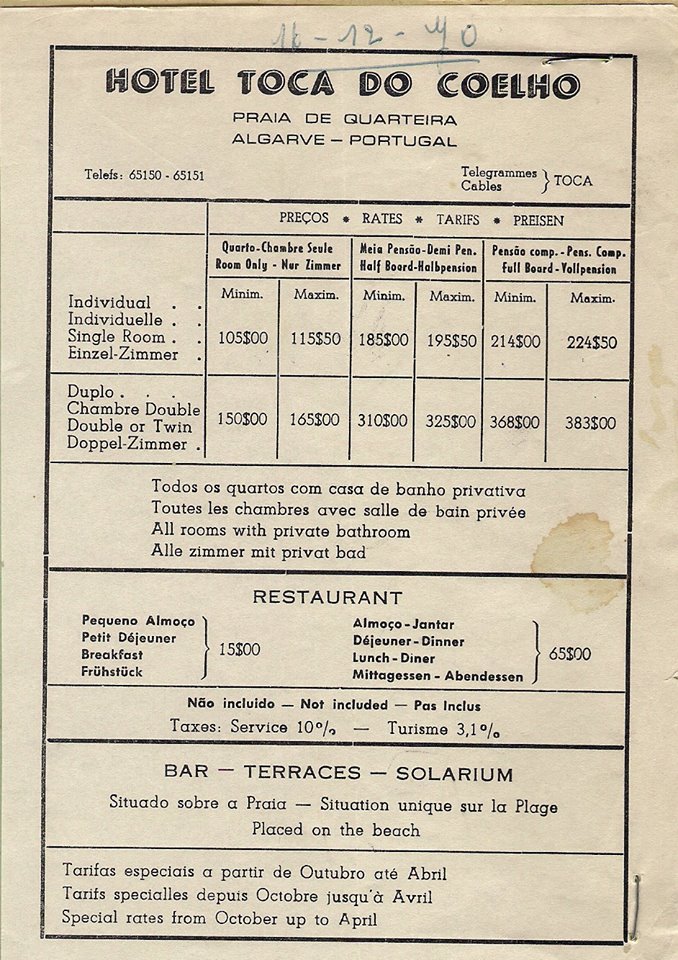 16-12-70
HOTEL TOCA DO COELHO
PRAIA DE QUARTEIRA
ALGARVE – PORTUGAL
Telefs: 65150 - 65151
Telegrammes
Cables
} TOCA
PREÇOS * RATES * TARIFS * PREISEN
Quarto-Chambre Seule Meia Pensão-Demi Pen. Pensão comp.-Pens. Comp.
Room Only - Nur Zimmer Half Board-Halbpension Full Board-Vollpension
Minim. Maxim. Minim. Maxim. Minim. Maxim.
Individual . .
Individuelle . .
Single Room . .
Einzel-Zimmer .
105$00 115$50 185$00 195$50 214$00 224$50
Duplo . . .
Chambre Double
Double or Twin
Doppel-Zimmer .
150$00 165$00 310$00 325$00 368$00 383$00
Todos os quartos com casa de banho privativa
Toutes les chambres avec salle de bain privée
All rooms with private bathroom
Alle zimmer mit privat bad
RESTAURANT
Pequeno Almoço
Petit Déjeuner
Breakfast
Frühstück
} 15$00
Almoço-Jantar
Déjeuner-Dinner
Lunch-Diner
Mittagessen - Abendessen
} 65$00
Não incluido — Not included — Pas Inclus
Taxes: Service 10% — Turisme 3,1%
BAR – TERRACES – SOLARIUM
Situado sobre a Praia — Situation unique sur la Plage
Placed on the beach
Tarifas especiais a partir de Outubro até Abril
Tarifs specialles depuis Octobre jusqu'à Avril
Special rates from October up to April